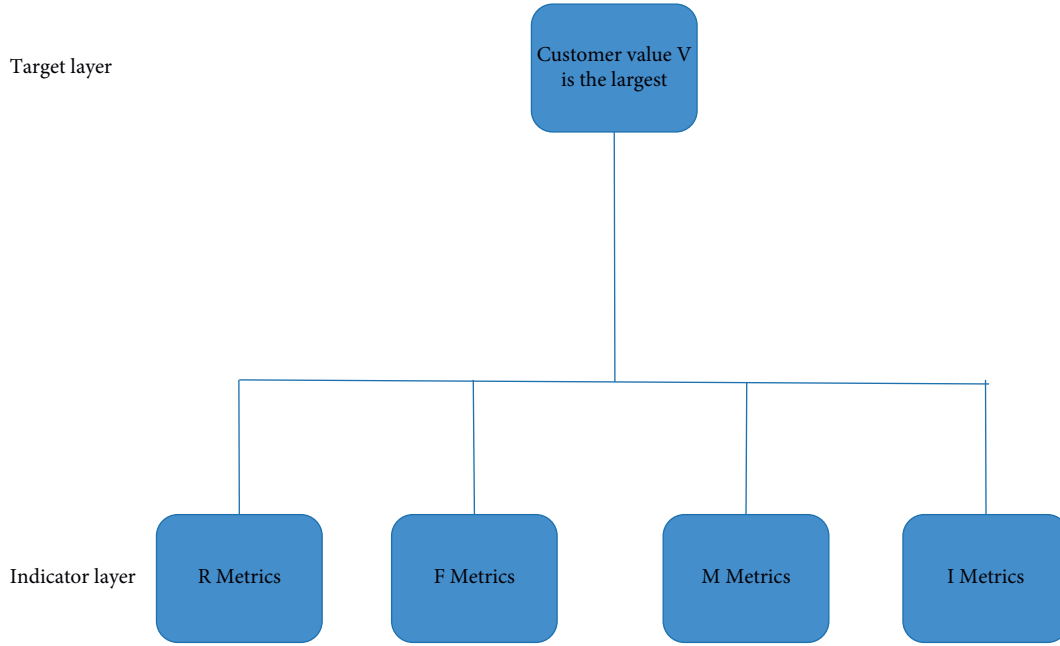 Target layer
Customer value V
is the largest
Indicator layer
R Metrics
F Metrics
M Metrics
I Metrics